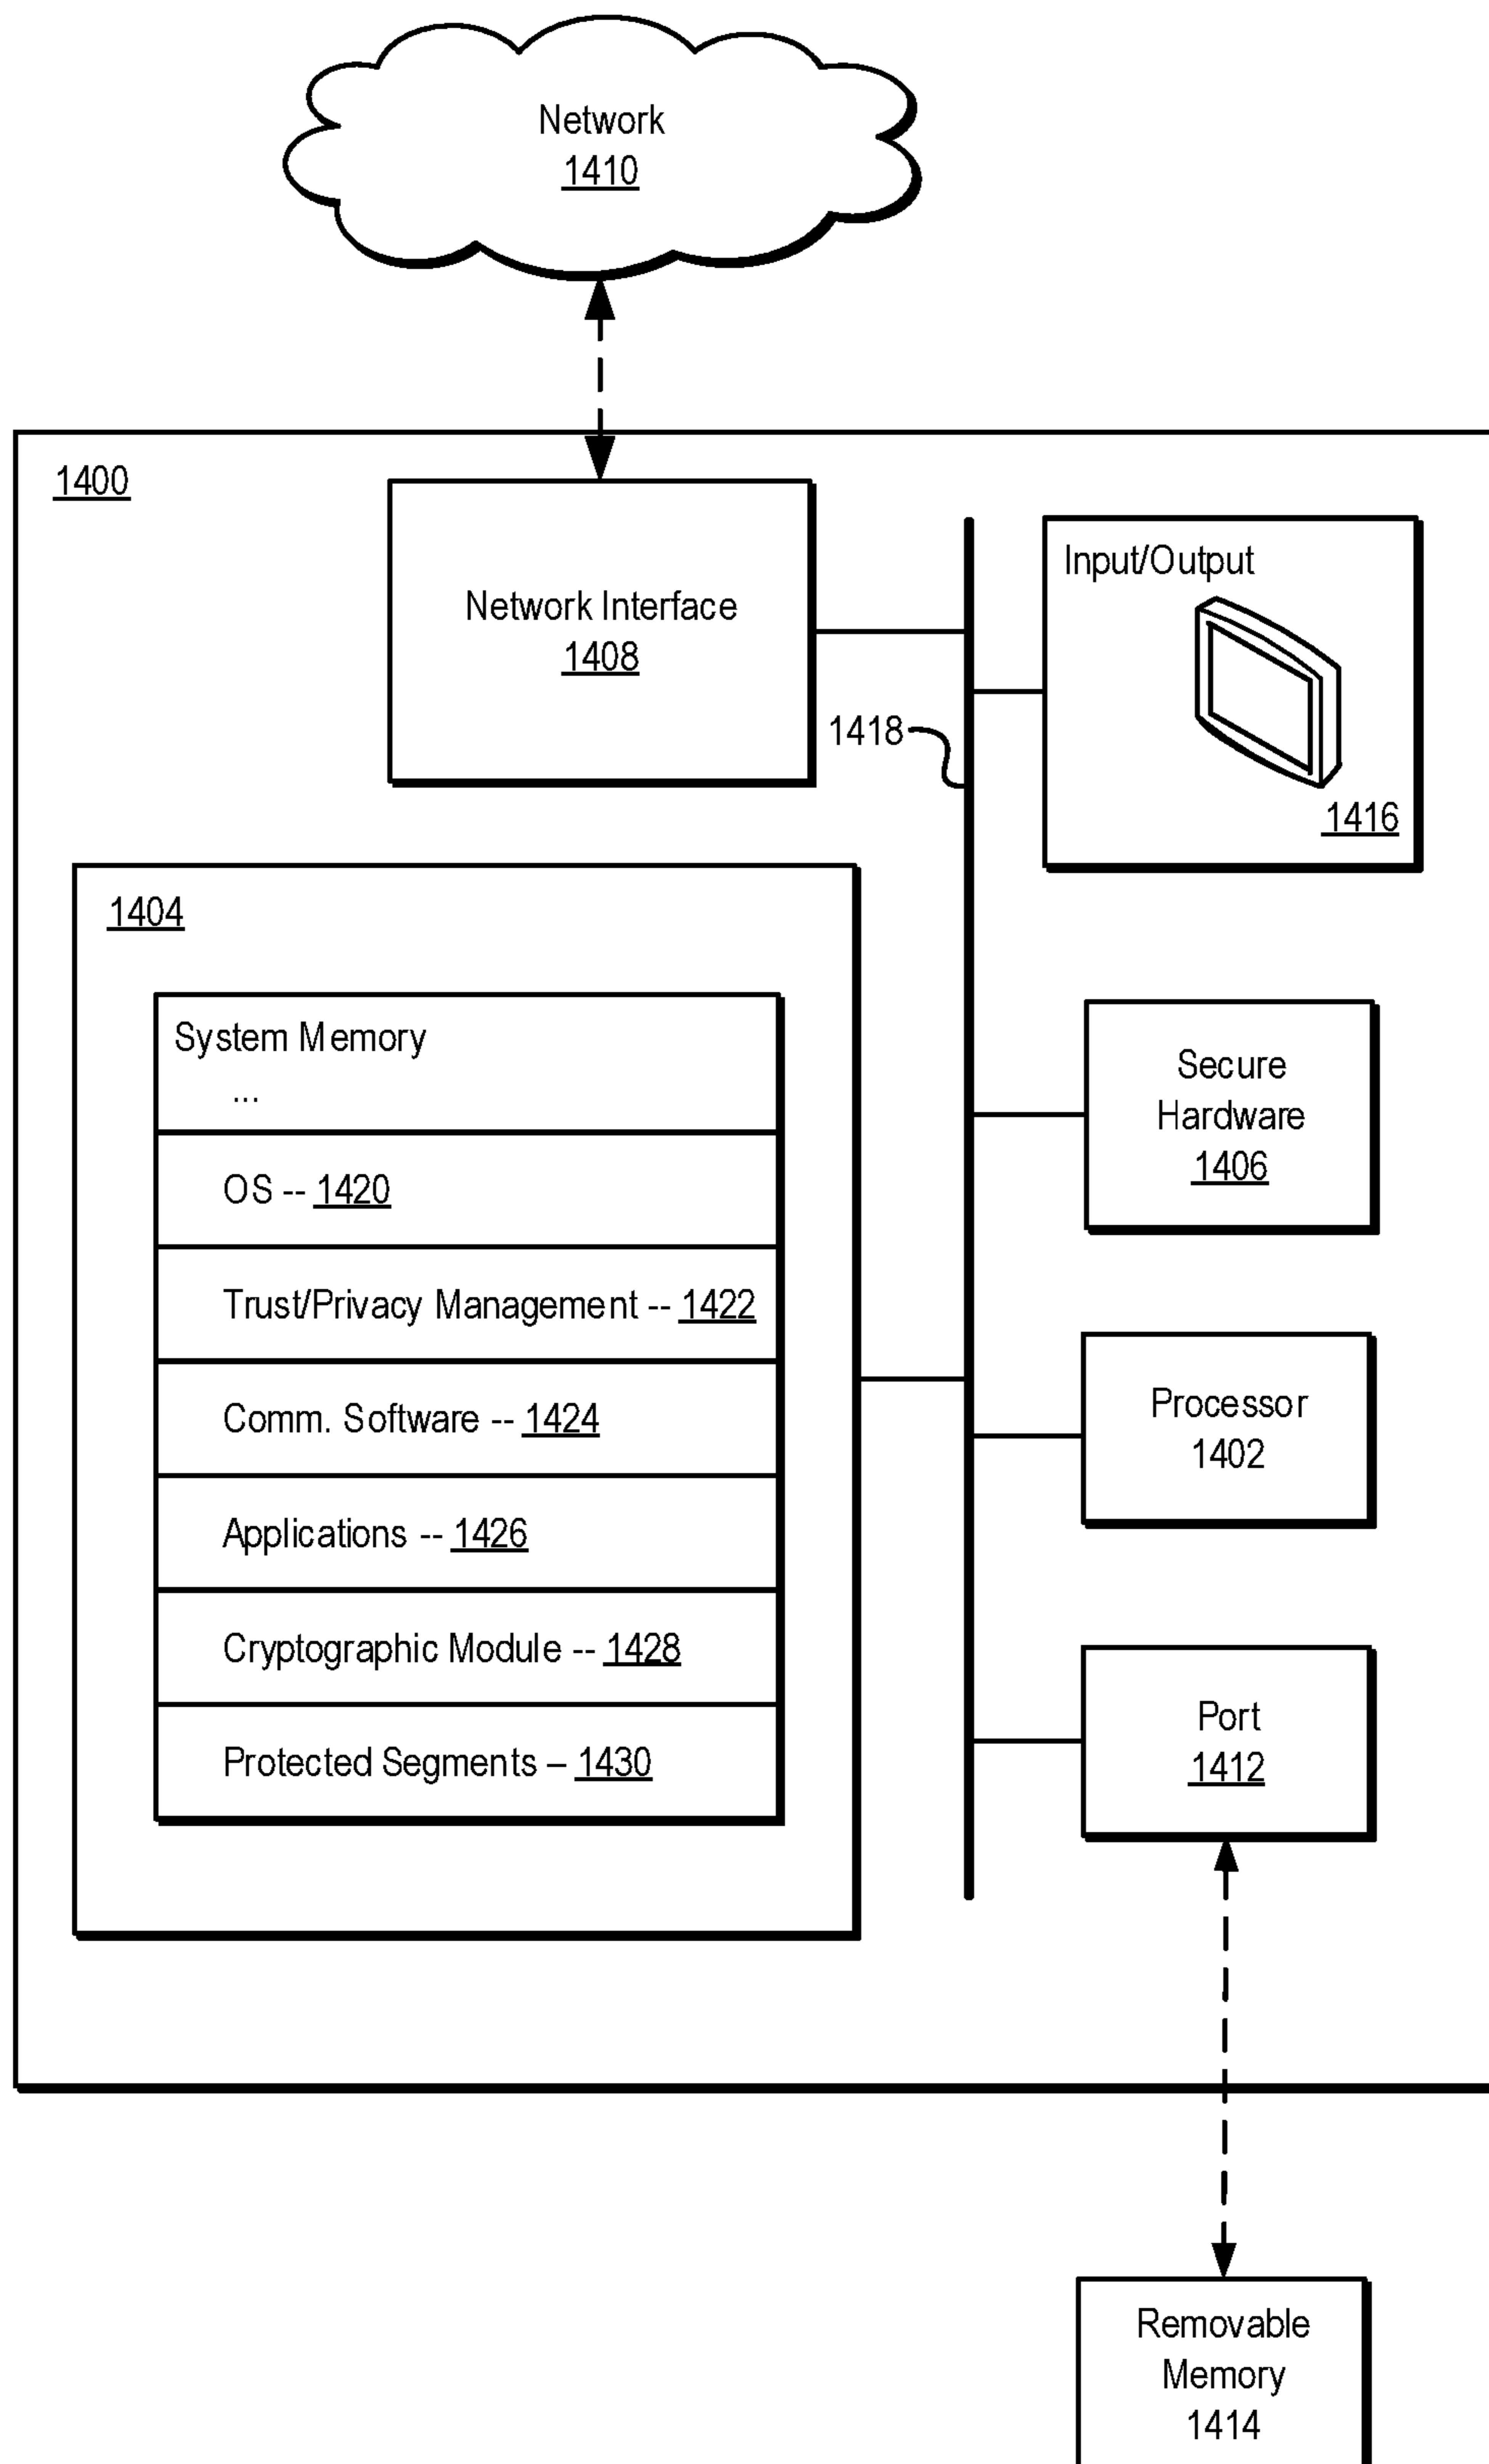 Network
1410
1400
Network Interface
1408
Input/Output
1418
1416
1404
System Memory
...
OS -- 1420
Trust/Privacy Management -- 1422
Comm. Software -- 1424
Applications -- 1426
Cryptographic Module -- 1428
Protected Segments – 1430
Secure
Hardware
1406
Processor
1402
Port
1412
Removable
Memory
1414